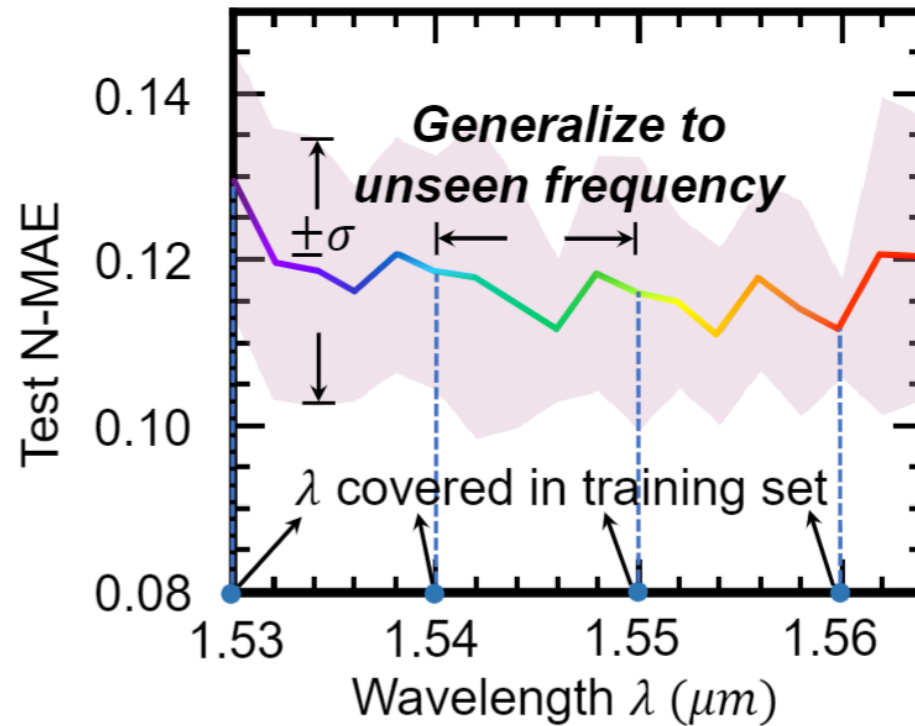 0.14
0.12
0.10
0.08
Test N-MAE
Generalize to
unseen frequency
±σ
λ covered in training set
1.53
1.54
1.55
1.56
Wavelength λ (μm)